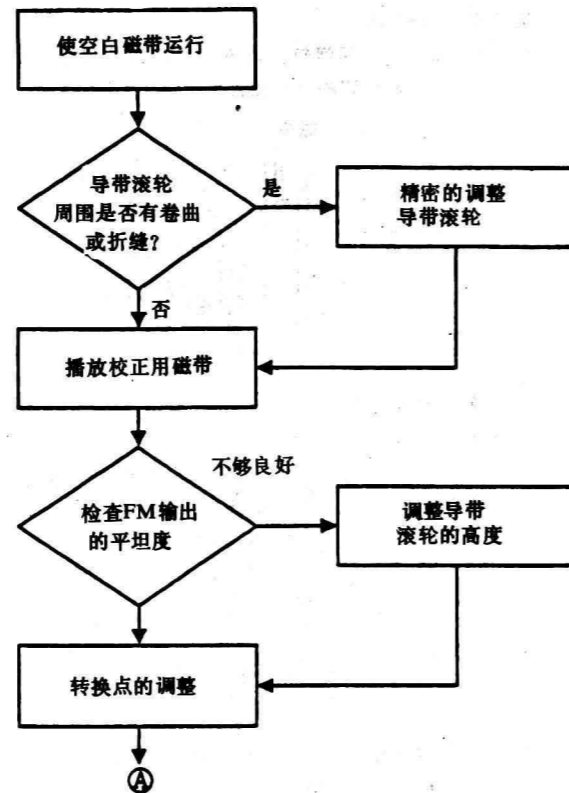 使空白磁带运行
导带滚轮
周围是否有卷曲
或折缝？
是
精密的调整
导带滚轮
否
播放校正用磁带
不够良好
检查FM输出
的平坦度
调整导带
滚轮的高度
转换点的调整
Ⓐ